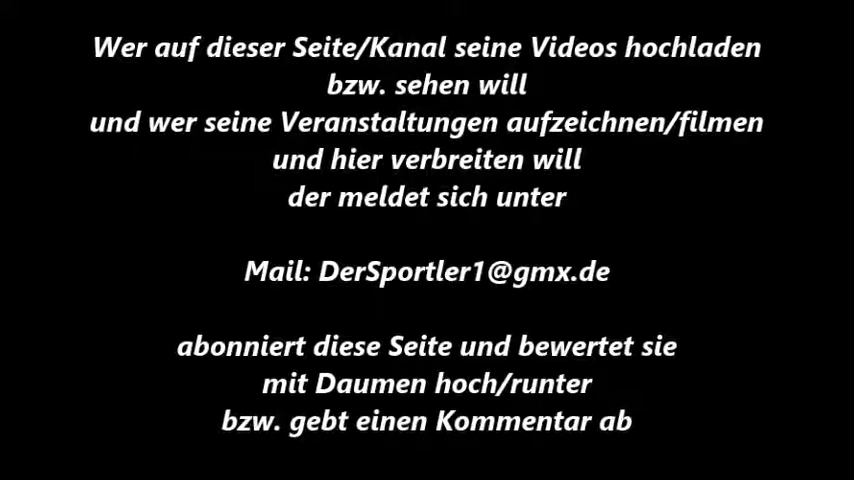 Wer auf dieser Seite/Kanal seine Videos hochladen
bzw. sehen will
und wer seine Veranstaltungen aufzeichnen/filmen
und hier verbreiten will
der meldet sich unter
Mail: DerSportler1@gmx.de
abonniert diese Seite und bewertet sie
mit Daumen hoch/runter
bzw. gebt einen Kommentar ab